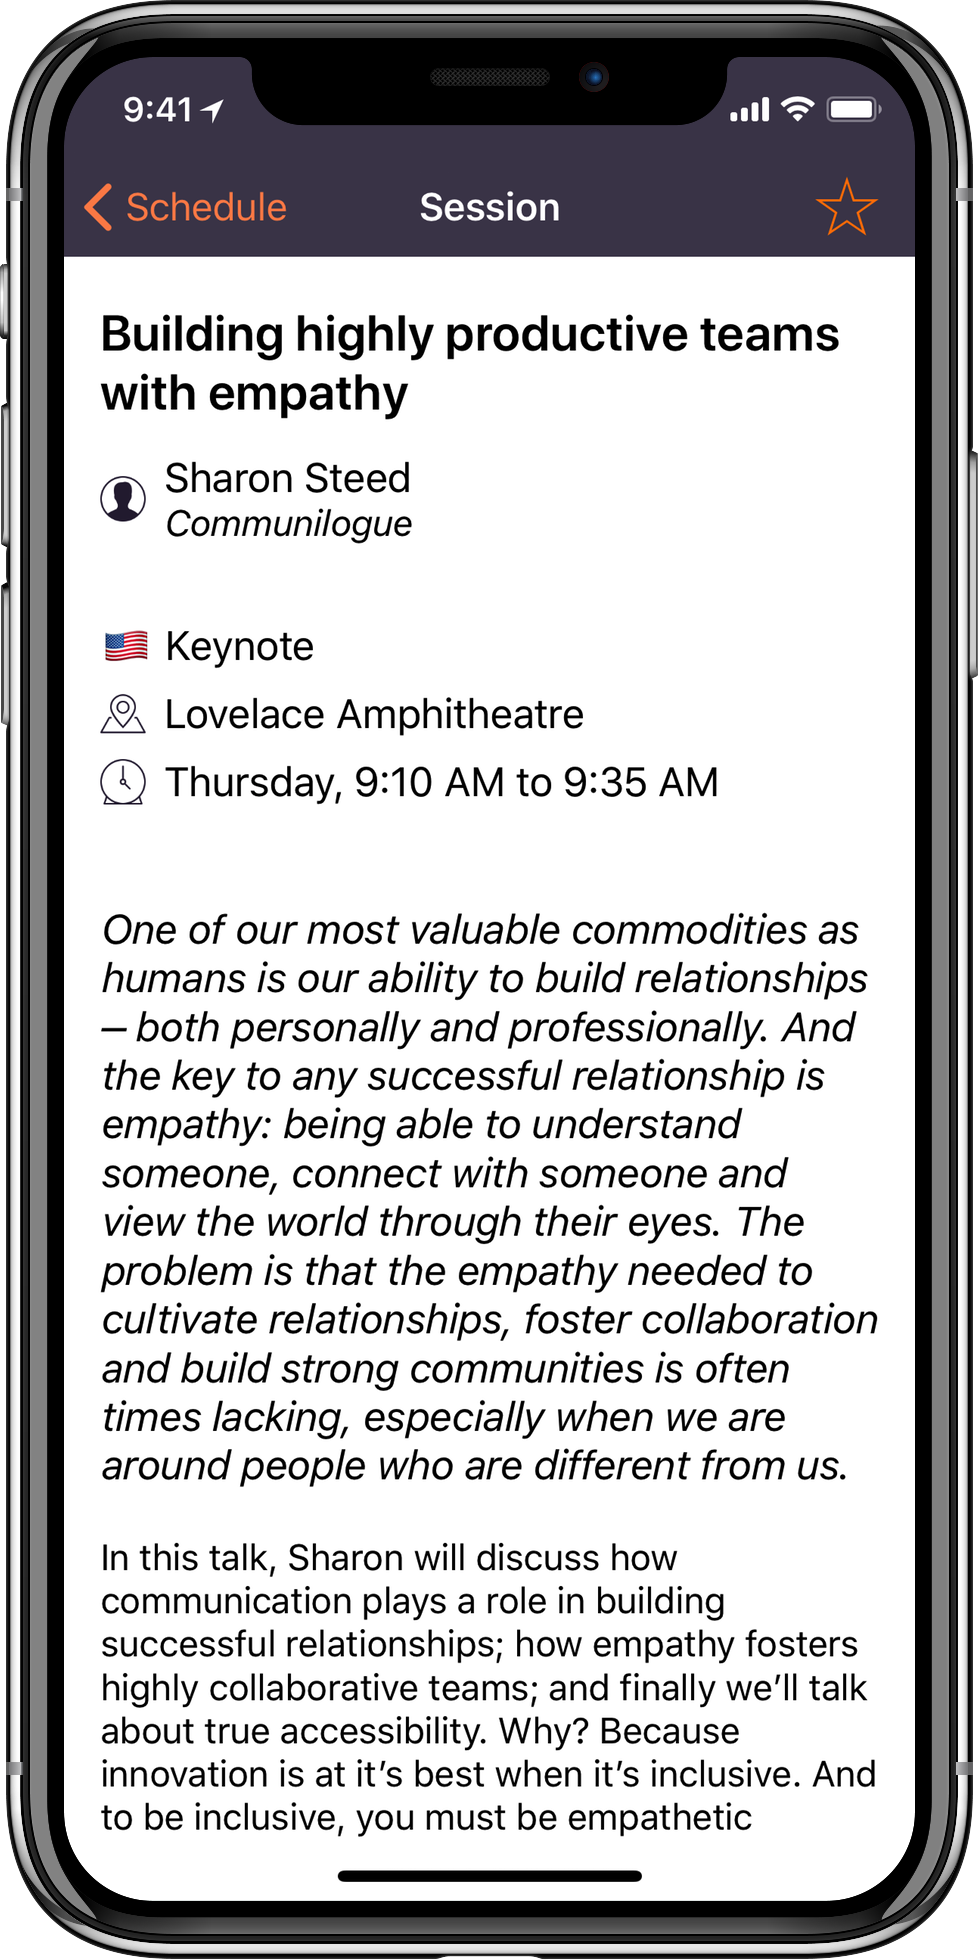 9:41
Schedule
Session
Building highly productive teams
with empathy
Sharon Steed
Communilogue
Keynote
Lovelace Amphitheatre
Thursday, 9:10 AM to 9:35 AM
One of our most valuable commodities as
humans is our ability to build relationships
– both personally and professionally. And
the key to any successful relationship is
empathy: being able to understand
someone, connect with someone and
view the world through their eyes. The
problem is that the empathy needed to
cultivate relationships, foster collaboration
and build strong communities is often
times lacking, especially when we are
around people who are different from us.
In this talk, Sharon will discuss how
communication plays a role in building
successful relationships; how empathy fosters
highly collaborative teams; and finally we’ll talk
about true accessibility. Why? Because
innovation is at it’s best when it’s inclusive. And
to be inclusive, you must be empathetic